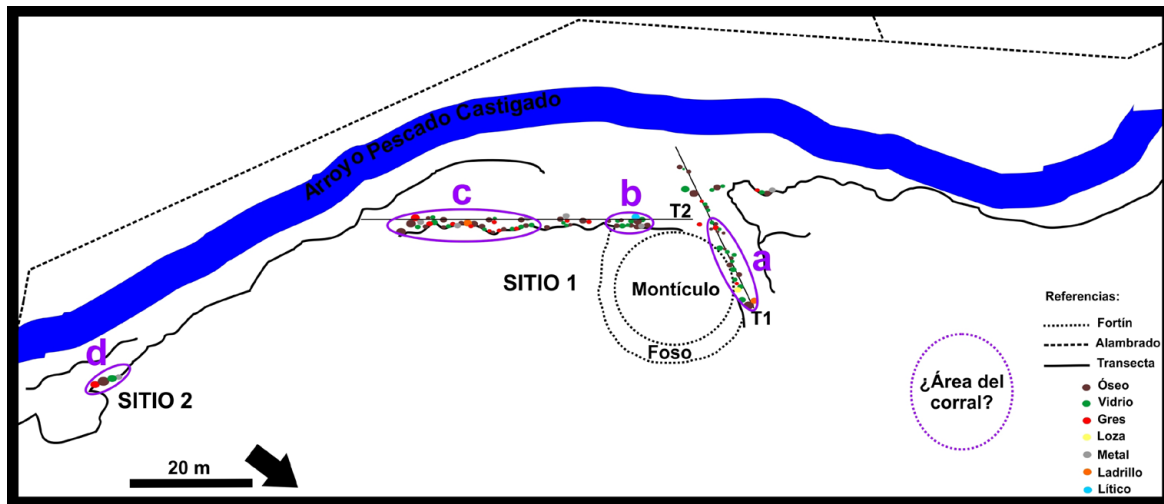 Arroyo Pescado Castigado
c
b
T2
a
SITIO 1
Montículo
T1
Foso
d
SITIO 2
20 m
¿Área del
corral?
Referencias:
Fortín
Alambrado
Transecta
Óseo
Vidrio
Gres
Loza
Metal
Ladrillo
Lítico